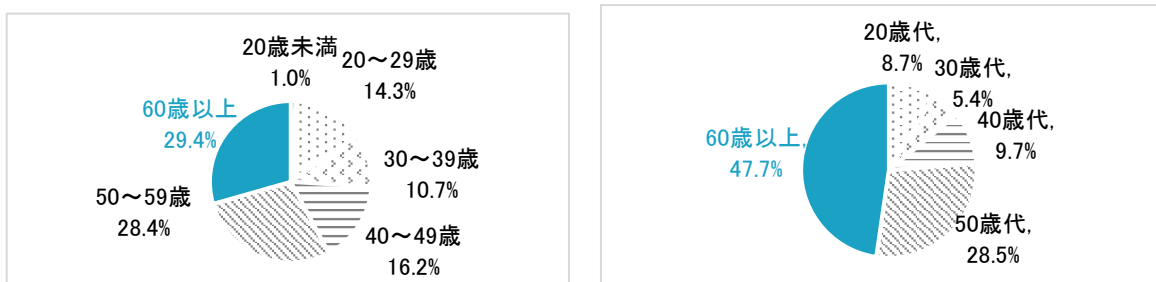 20歳未満
1.0%
20～29歳
14.3%
30～39歳
10.7%
40～49歳
16.2%
50～59歳
28.4%
60歳以上
29.4%
20歳代,
8.7%
30歳代,
5.4%
40歳代,
9.7%
50歳代,
28.5%
60歳以上,
47.7%